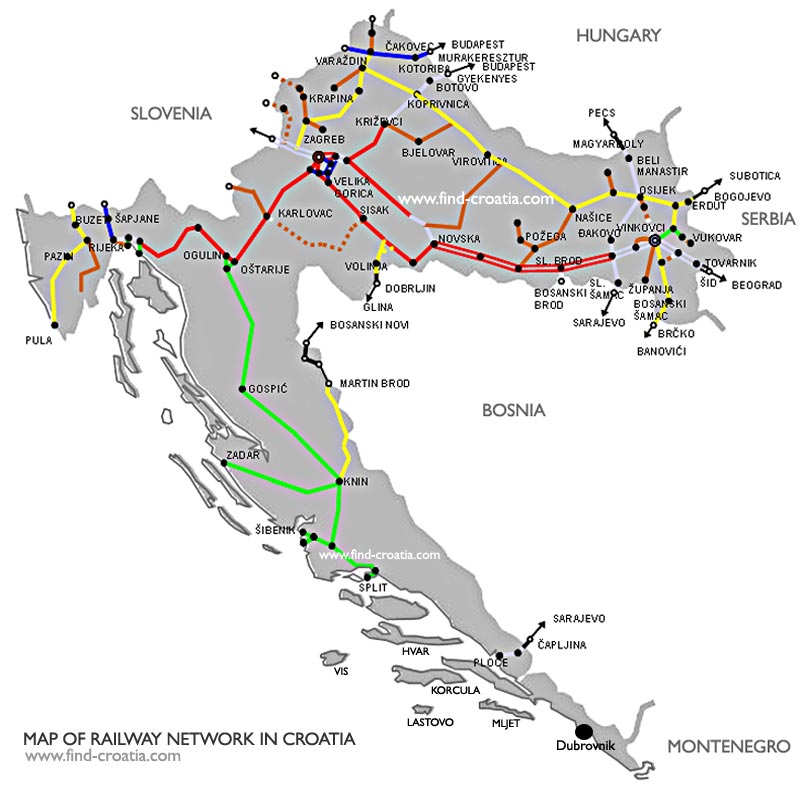 HUNGARY
ČAKOVEC
BUDAPEST
MURAKERESZTUR
VARAŽDIN
KOTORIBA
BUDAPEST
GYEKENYES
BOTOVO
KRAPINA
KOPRIVNICA
SLOVENIA
PECS
KRIŽEVCI
ZAGREB
MAGYARBOLY
BJELOVAR
VIROVITICA
BELI
MANASTIR
VELIKA
GORICA
www.find-croatia.com
OSIJEK
SUBOTICA
BOGOJEVO
ERDUT
SERBIA
BUZET
ŠAPJANE
KARLOVAC
SISAK
NAŠICE
RIJEKA
NOVSKA
POŽEGA
ĐAKOVO
VINKOVCI
VUKOVAR
PAZIN
OGULIN
OŠTARIJE
VOLINJA
SL. BROD
TOVARNIK
ŠID
BEOGRAD
DOBRLJIN
GLINA
BOSANSKI
BROD
SL.
ŠAMAC
ŽUPANJA
BOSANSKI
ŠAMAC
SARAJEVO
BRČKO
BANOVIĆI
PULA
BOSANSKI NOVI
GOSPIĆ
MARTIN BROD
BOSNIA
ZADAR
KNIN
ŠIBENIK
www.find-croatia.com
SPLIT
SARAJEVO
ČAPLJINA
HVAR
PLOČE
VIS
KORCULA
LASTOVO
MLJET
MAP OF RAILWAY NETWORK IN CROATIA
www.find-croatia.com
Dubrovnik
MONTENEGRO